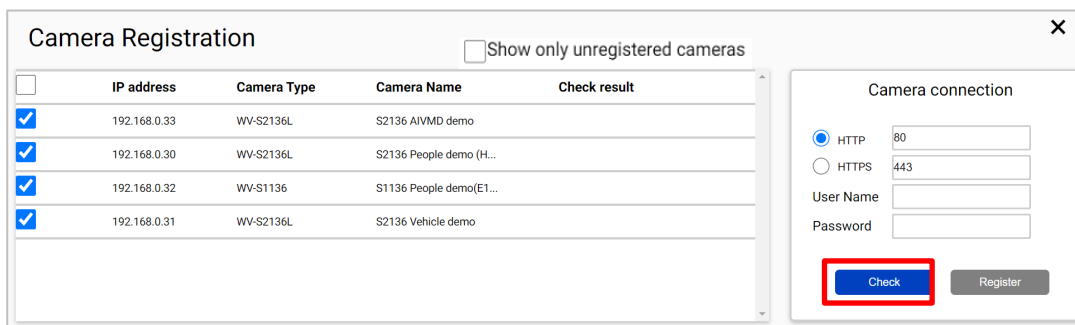 Camera Registration
Show only unregistered cameras
IP address Camera Type Camera Name Check result
192.168.0.33 WV-S2136L S2136 AIVMD demo
192.168.0.30 WV-S2136L S2136 People demo (H...
192.168.0.32 WV-S1136 S1136 People demo(E1...
192.168.0.31 WV-S2136L S2136 Vehicle demo
Camera connection
HTTP 80
HTTPS 443
User Name
Password
Check Register